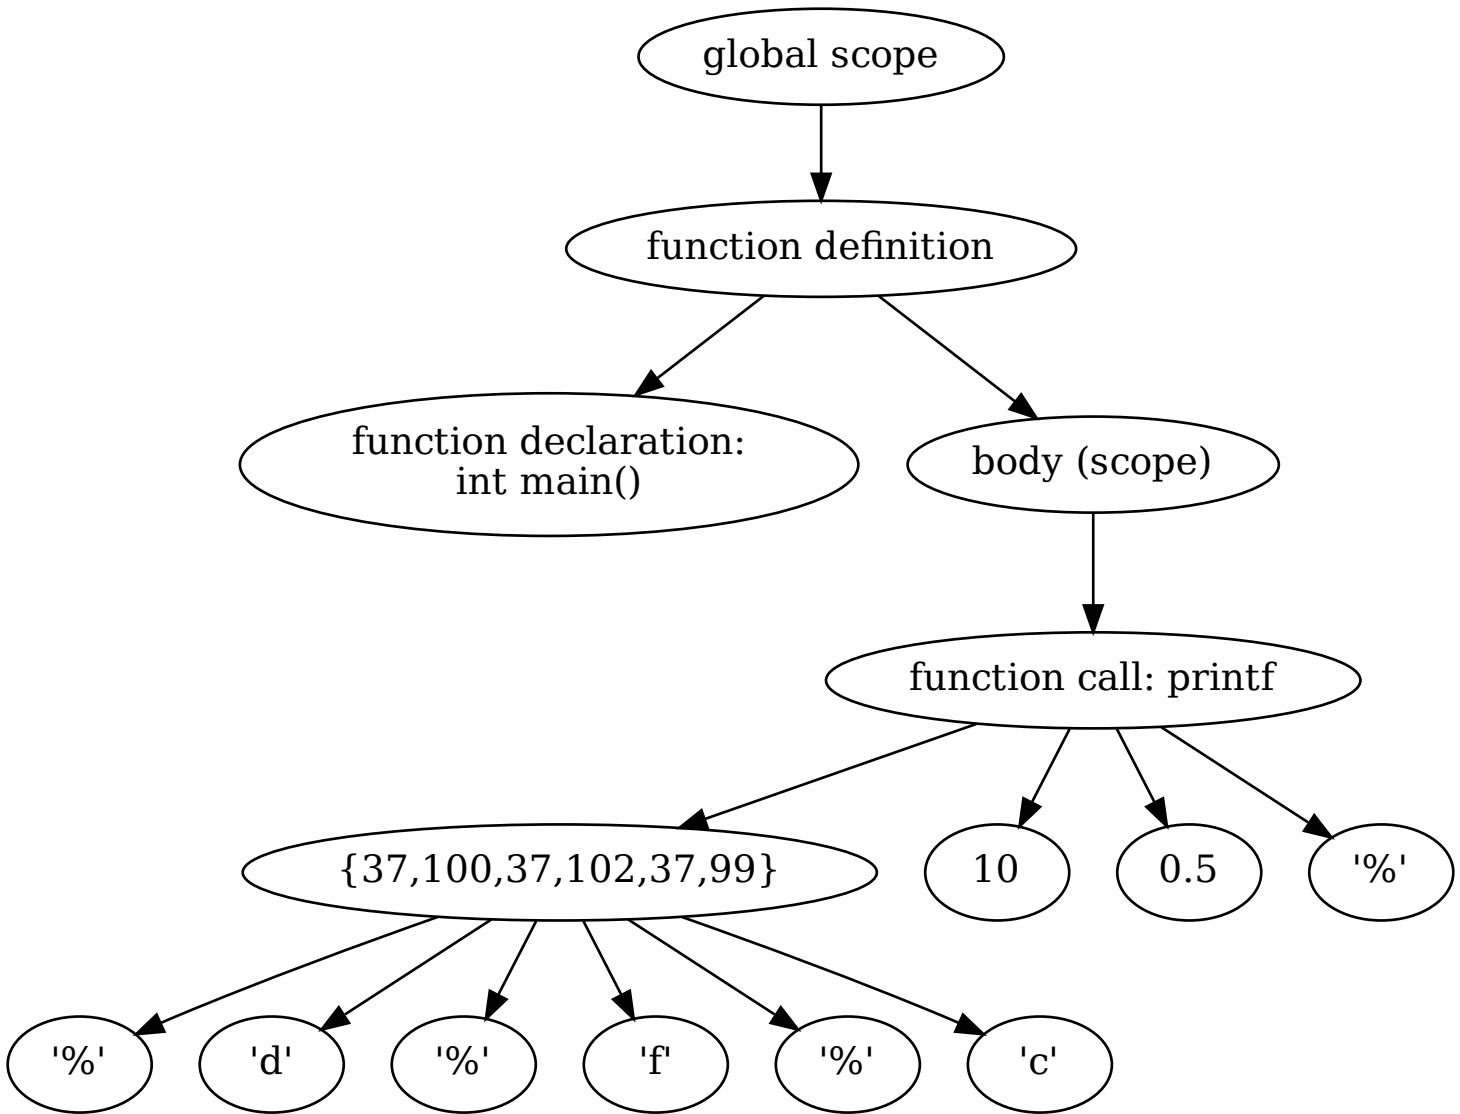 global scope
function definition
function declaration:
int main()
body (scope)
function call: printf
{37,100,37,102,37,99}
10
0.5
'%'
'%'
'd'
'%'
'f'
'%'
'c'